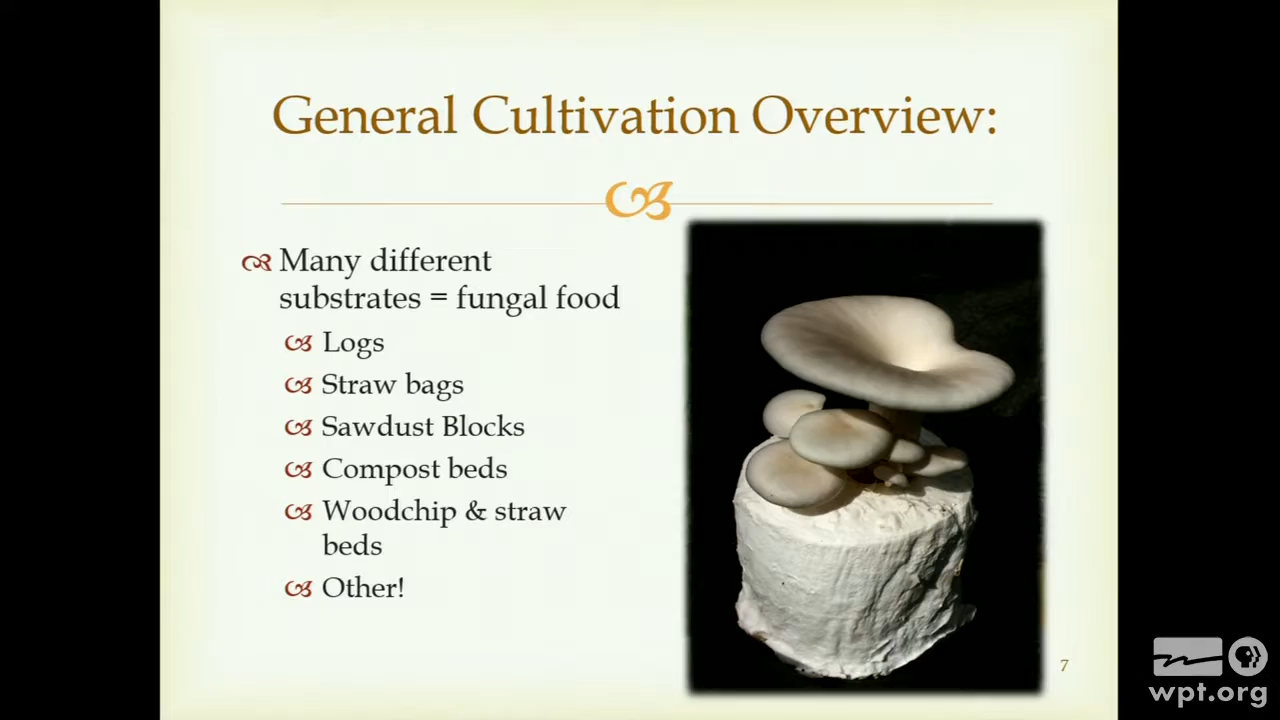 General Cultivation Overview:
Many different
substrates = fungal food
Logs
Straw bags
Sawdust Blocks
Compost beds
Woodchip & straw
beds
Other!
7
wpt.org